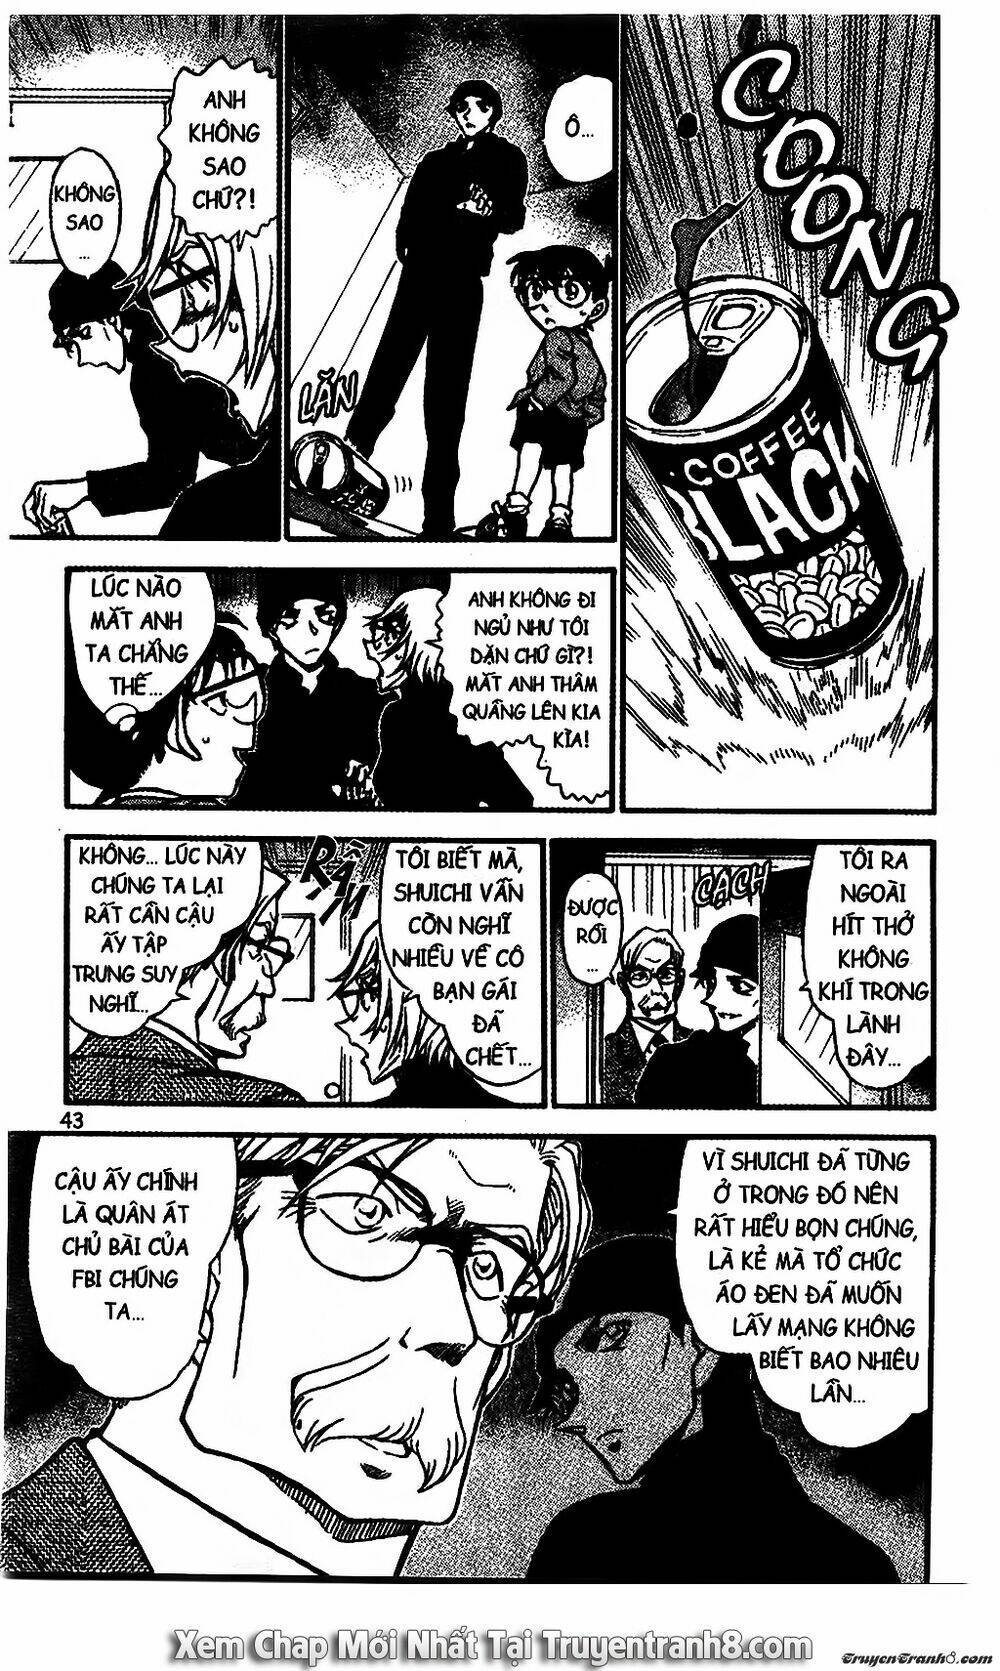 COOONG
COFFEE
BLACK
Ô...
LĂN
ANH
KHÔNG
SAO
CHỨ?!
KHÔNG
SAO
...
ANH KHÔNG ĐI
NGỦ NHƯ TÔI
DẶN CHỨ GÌ?!
MẮT ANH THÂM
QUẦNG LÊN KIA
KÌA!
LÚC NÀO
MẮT ANH
TA CHẲNG
THẾ...
TÔI RA
NGOÀI
HÍT THỞ
KHÔNG
KHÍ TRONG
LÀNH
ĐÂY...
CẠCH
ĐƯỢC
RỒI
...
TÔI BIẾT MÀ,
SHUICHI VẪN
CÒN NGHĨ
NHIỀU VỀ CÔ
BẠN GÁI
ĐÃ
CHẾT...
RẦM
KHÔNG... LÚC NÀY
CHÚNG TA LẠI
RẤT CẦN CẬU
ẤY TẬP
TRUNG SUY
NGHĨ...
43
VÌ SHUICHI ĐÃ TỪNG
Ở TRONG ĐÓ NÊN
RẤT HIỂU BỌN CHÚNG,
LÀ KẺ MÀ TỔ CHỨC
ÁO ĐEN ĐÃ MUỐN
LẤY MẠNG KHÔNG
BIẾT BAO NHIÊU
LẦN...
CẬU ẤY CHÍNH
LÀ QUÂN ÁT
CHỦ BÀI CỦA
FBI CHÚNG
TA...
Xem Chap Mới Nhất Tại Truyentranh8.com
TruyenTranh8.com